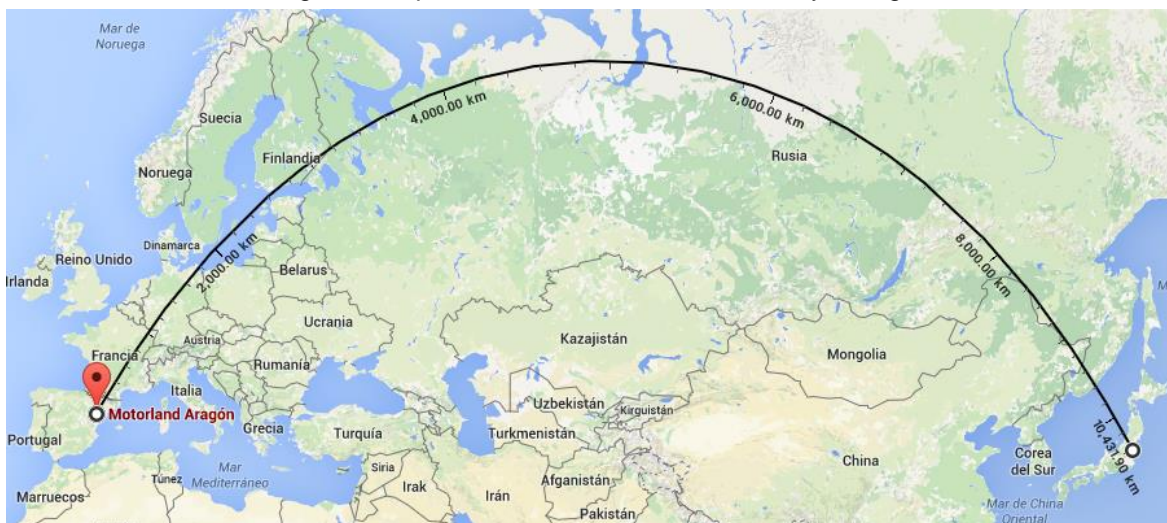 Mar de
Noruega
Suecia
Finlandia
Noruega
4,000.00 km
6,000.00 km
Rusia
Dinamarca
2,000.00 km
Reino Unido
Irlanda
Belarus
8,000.00 km
Ucrania
Kazajistán
Mongolia
Austria
Francia
Rumanía
Italia
Uzbekistán
Kirguistán
Motorland Aragón
Grecia
Turquía
Turkmenistán
Portugal
10,431.90 km
Corea
del Sur
China
Mar
Mediterráneo
Siria
Túnez
Irak
Irán
Afganistán
Marruecos
Pakistán
Mar de China
Oriental